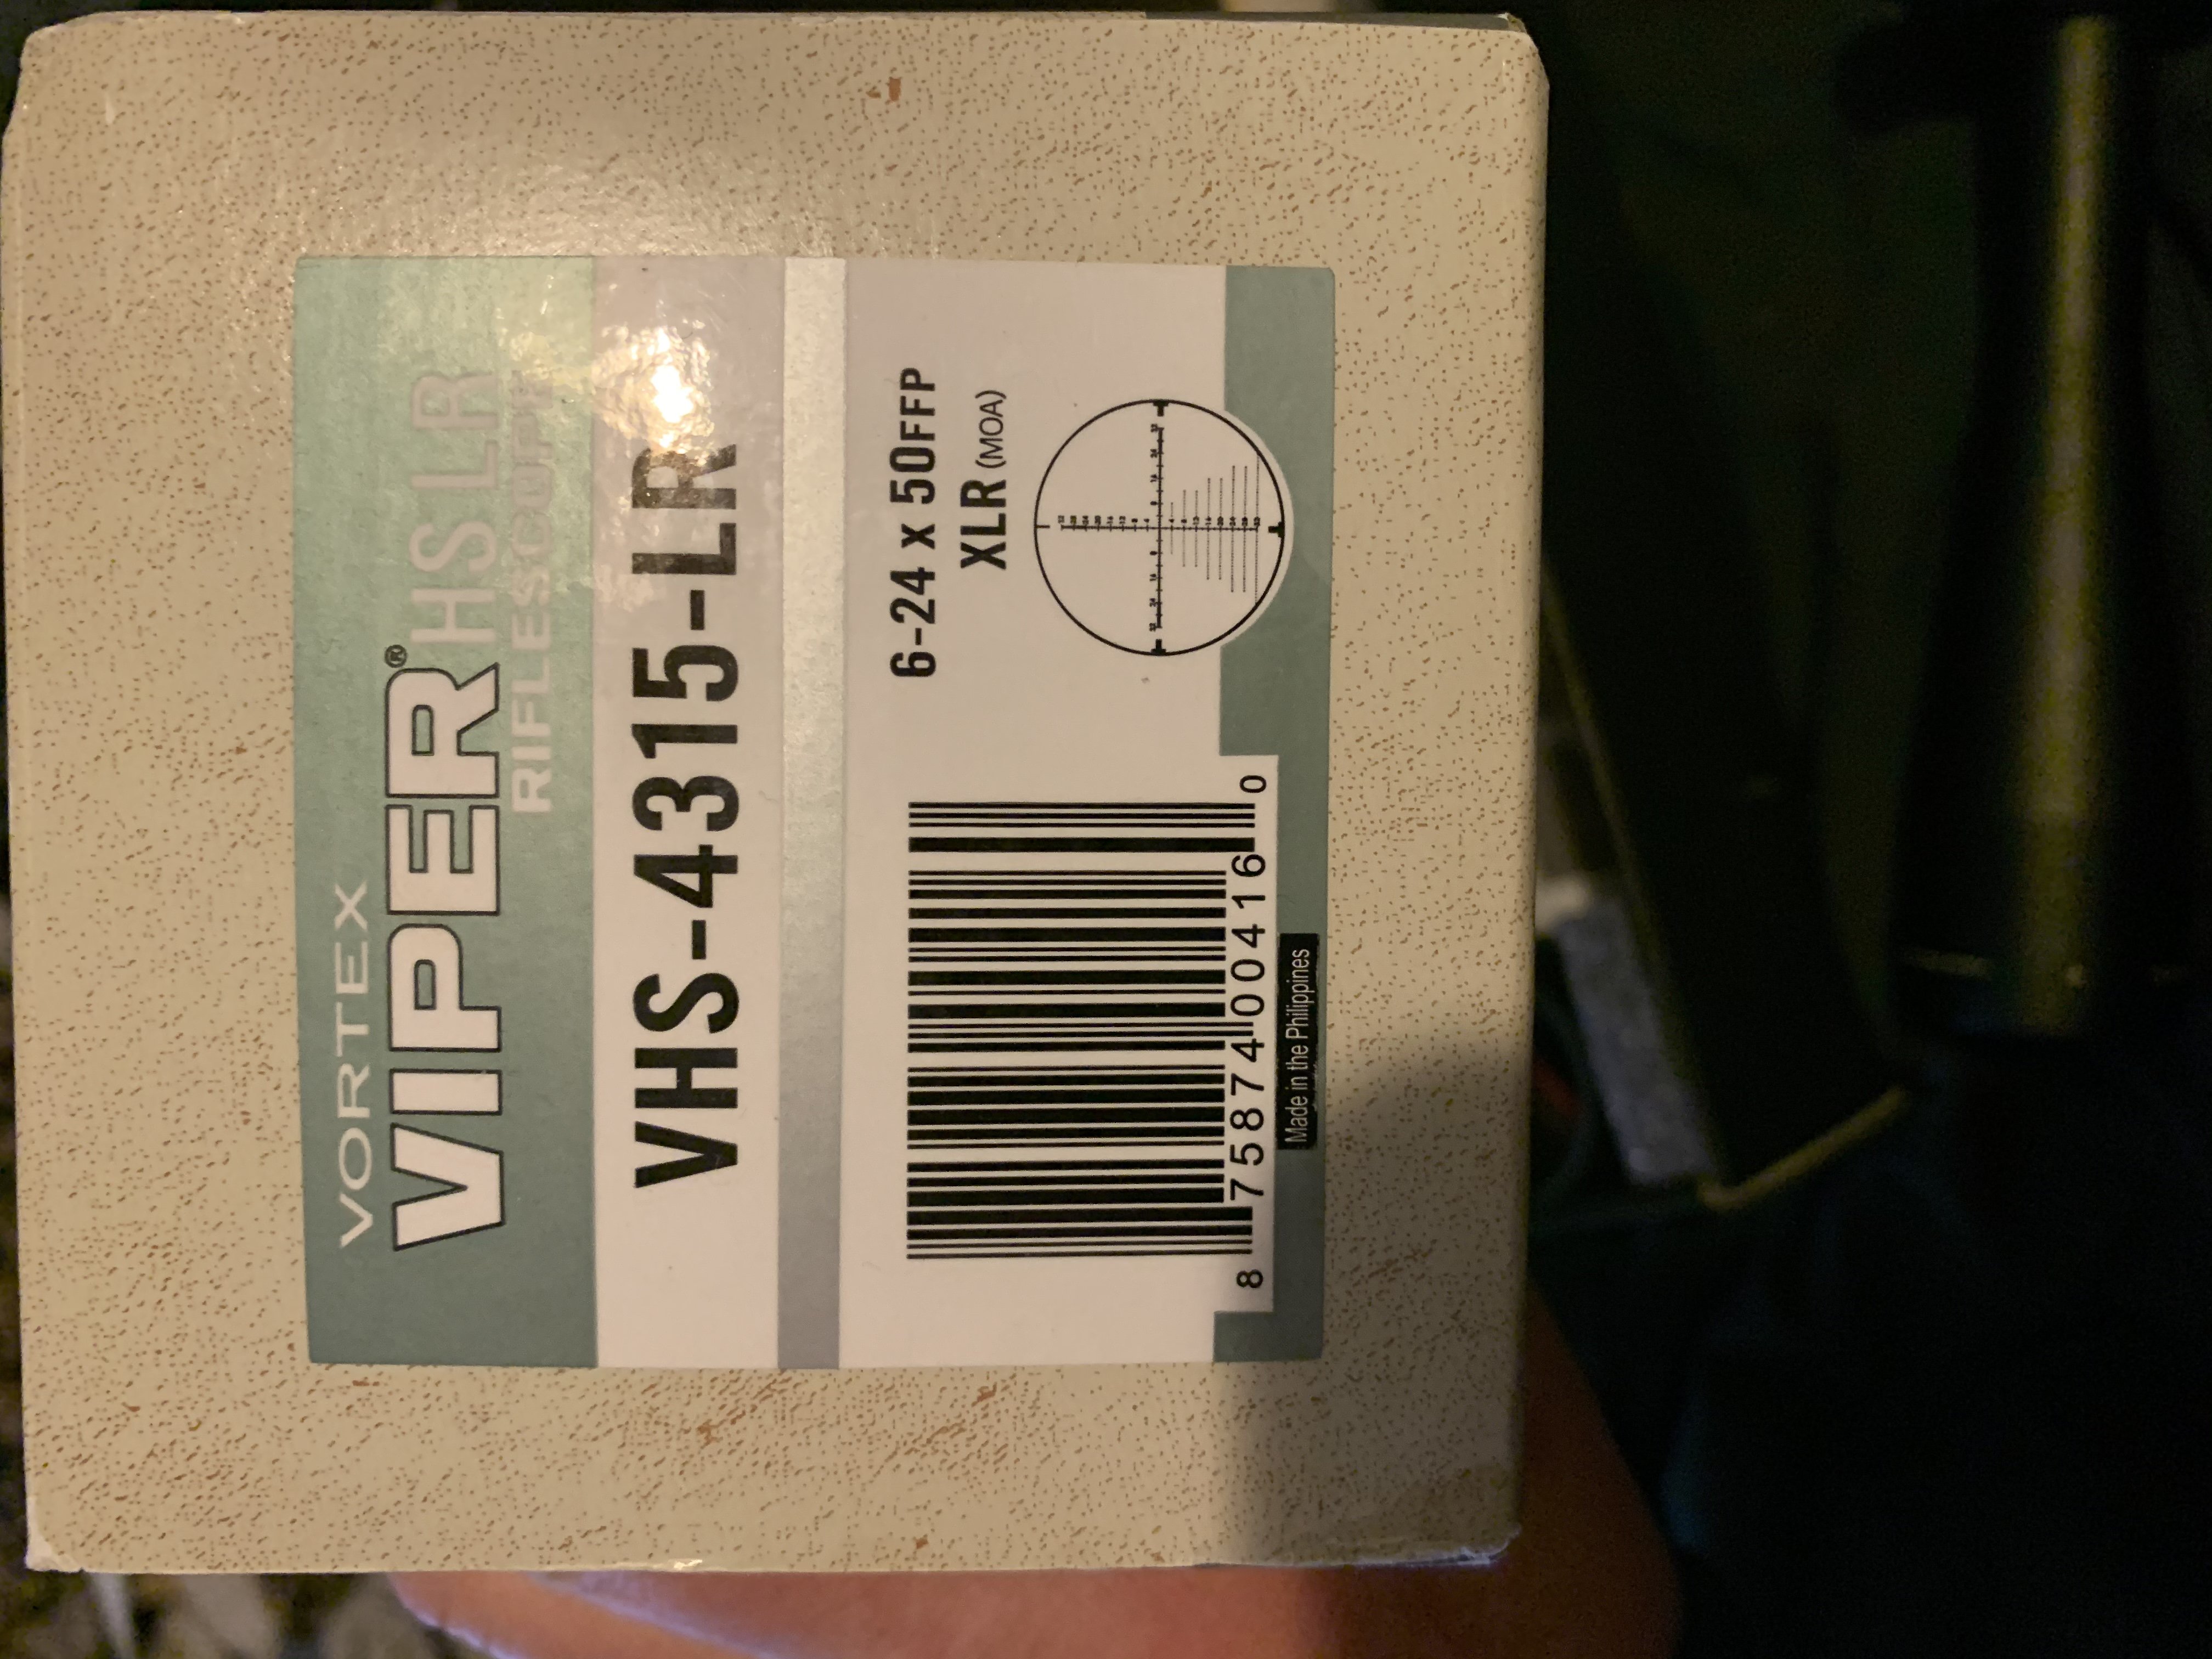 VORTEX
VIPER® HS LR
RIFLESCOPE
VHS-4315-LR
6-24 x 50FFP
XLR (MOA)
8 75874 00416 0
Made in the Philippines